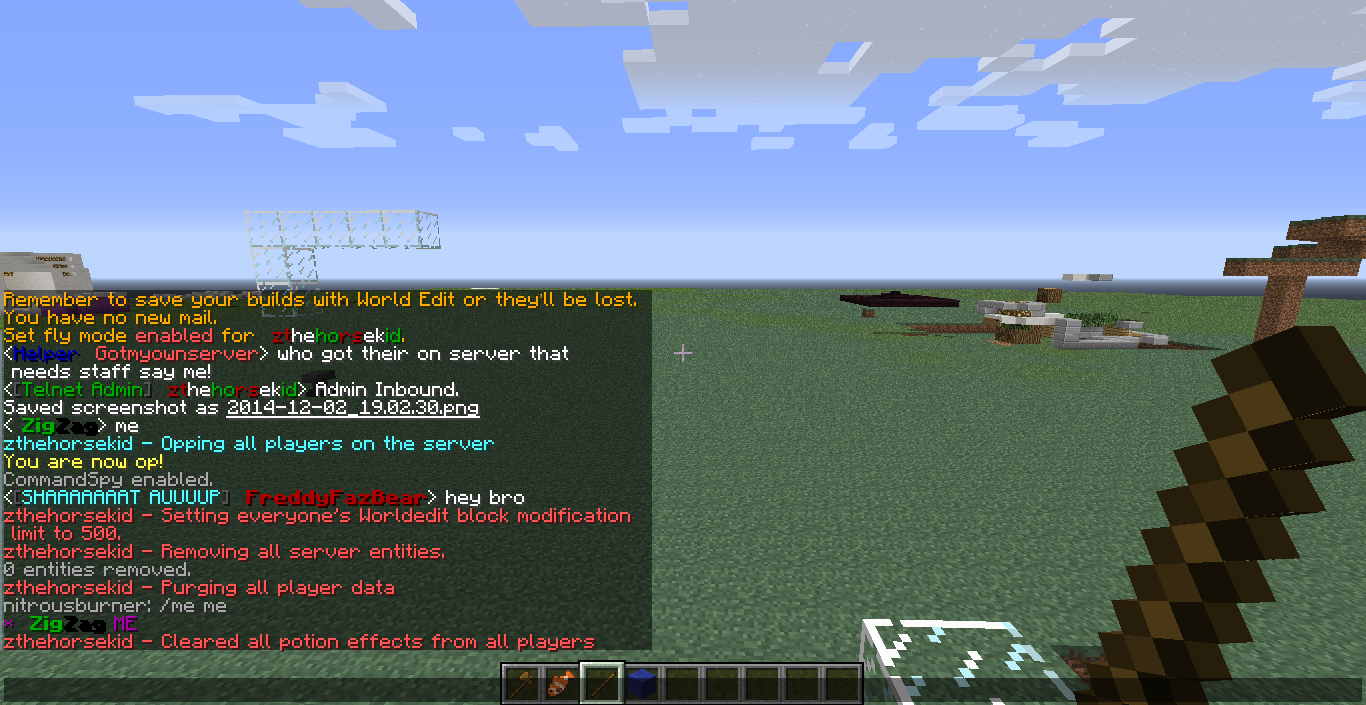 Remember to save your builds with World Edit or they'll be lost.
You have no new mail.
Set fly mode enabled for zthehorsekid.
<Helper Gotmyownserver> who got their on server that
needs staff say me!
<[Telnet Admin] zthehorsekid> Admin Inbound.
Saved screenshot as 2014-12-02_19.02.30.png
< ZigZag> me
zthehorsekid - Opping all players on the server
You are now op!
CommandSpy enabled.
<[SHAAAAAAAT AUUUUP] FreddyFazBear> hey bro
zthehorsekid - Setting everyone's Worldedit block modification
limit to 500.
zthehorsekid - Removing all server entities.
0 entities removed.
zthehorsekid - Purging all player data
nitrousburner: /me me
* ZigZag ME
zthehorsekid - Cleared all potion effects from all players